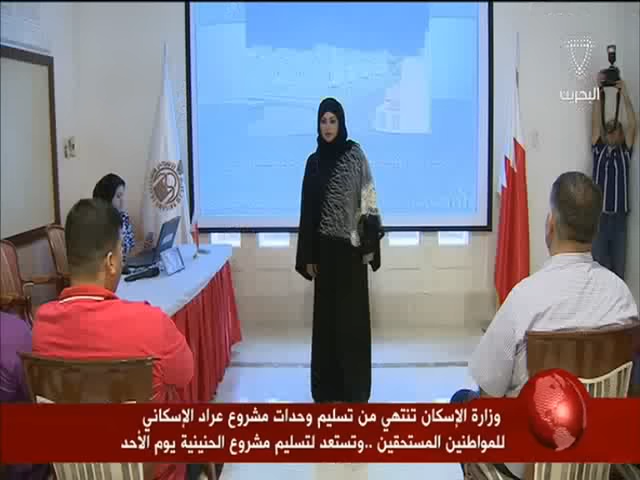 البحرين
وزارة الإسكان تنتهي من تسليم وحدات مشروع عراد الإسكاني
للمواطنين المستحقين ..وتستعد لتسليم مشروع الحنينية يوم الأحد